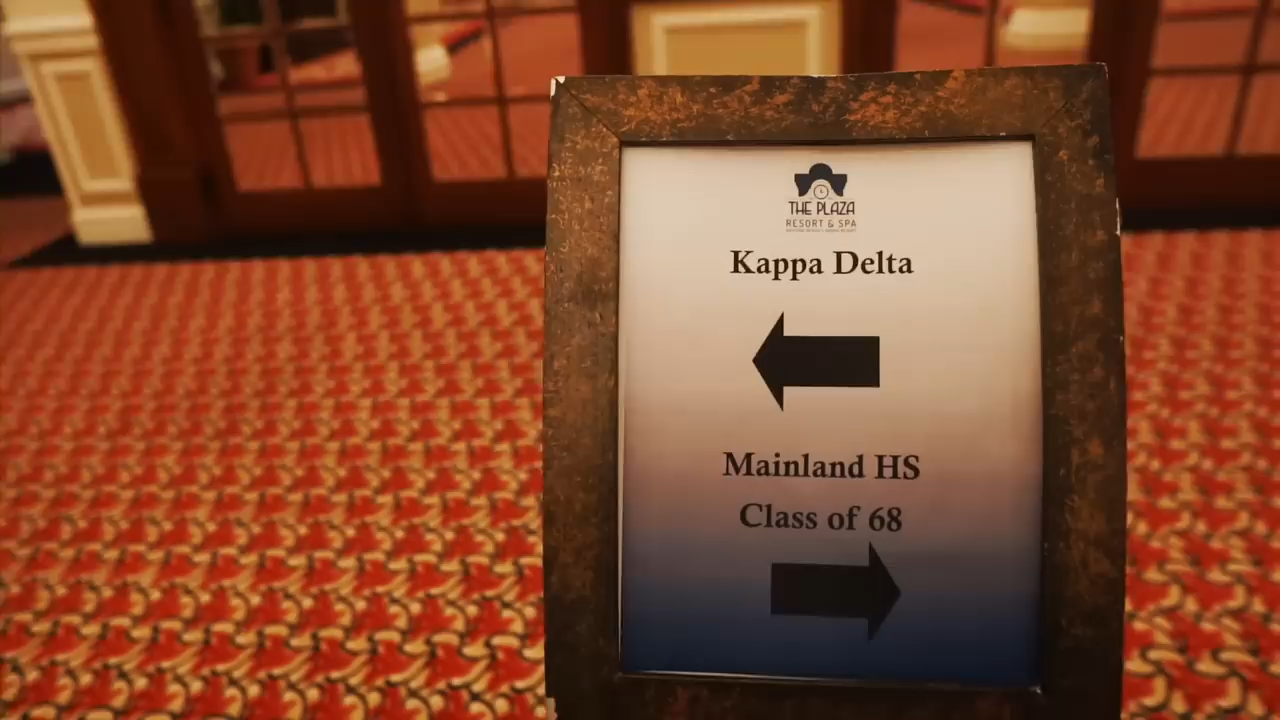 THE PLAZA
RESORT & SPA
Kappa Delta
Mainland HS
Class of 68